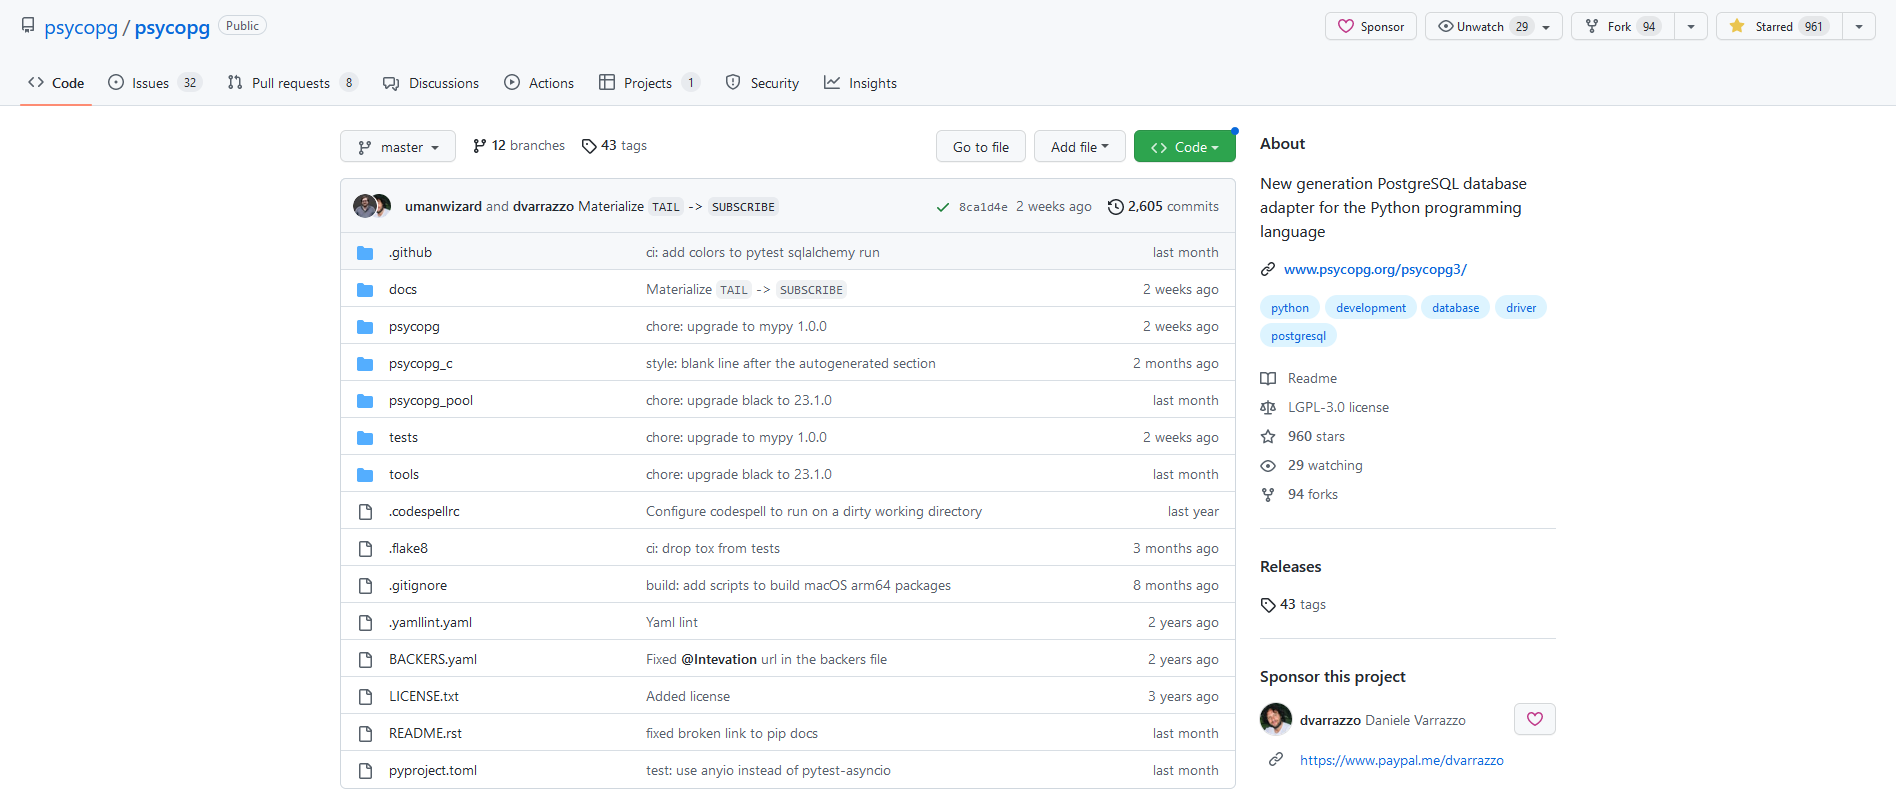 psycopg / psycopg Public Sponsor Unwatch 29 Fork 94 Starred 961
Code Issues 32 Pull requests 8 Discussions Actions Projects 1 Security Insights
master 12 branches 43 tags Go to file Add file Code
umanwizard and dvarrazzo Materialize TAIL -> SUBSCRIBE 8ca1d4e 2 weeks ago 2,605 commits
.github ci: add colors to pytest sqlalchemy run last month
docs Materialize TAIL -> SUBSCRIBE 2 weeks ago
psycopg chore: upgrade to mypy 1.0.0 2 weeks ago
psycopg_c style: blank line after the autogenerated section 2 months ago
psycopg_pool chore: upgrade black to 23.1.0 last month
tests chore: upgrade to mypy 1.0.0 2 weeks ago
tools chore: upgrade black to 23.1.0 last month
.codespellrc Configure codespell to run on a dirty working directory last year
.flake8 ci: drop tox from tests 3 months ago
.gitignore build: add scripts to build macOS arm64 packages 8 months ago
.yamllint.yaml Yaml lint 2 years ago
BACKERS.yaml Fixed @Intevation url in the backers file 2 years ago
LICENSE.txt Added license 3 years ago
README.rst fixed broken link to pip docs last month
pyproject.toml test: use anyio instead of pytest-asyncio last month
About
New generation PostgreSQL database
adapter for the Python programming
language
www.psycopg.org/psycopg3/
python development database driver
postgresql
Readme
LGPL-3.0 license
960 stars
29 watching
94 forks
Releases
43 tags
Sponsor this project
dvarrazzo Daniele Varrazzo
https://www.paypal.me/dvarrazzo